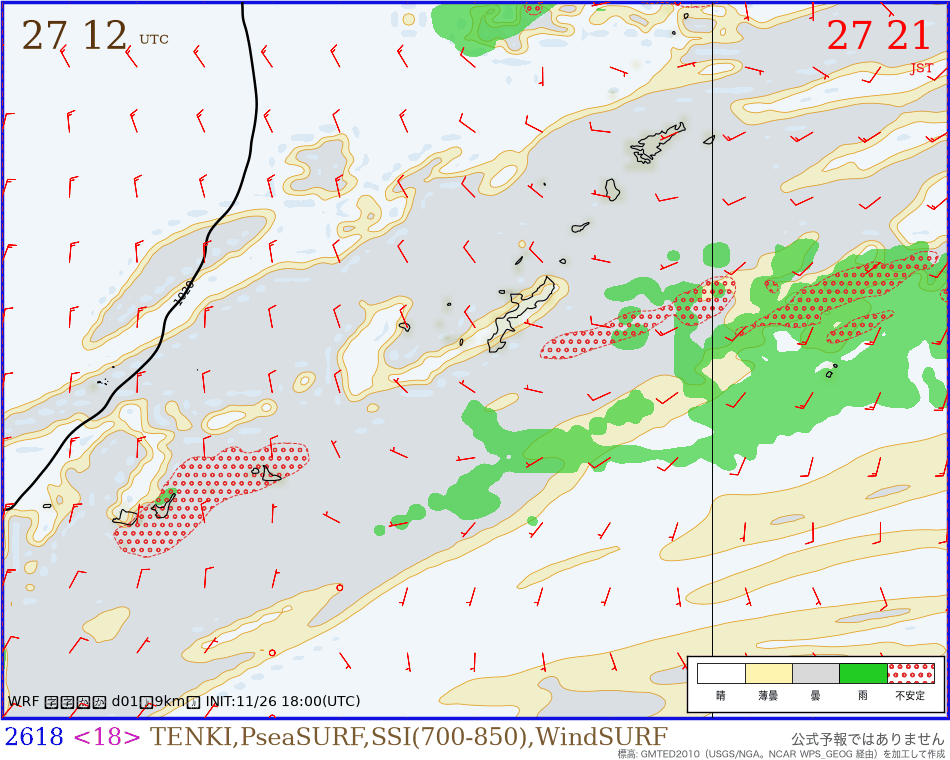 27 12 UTC
27 21
JST
1020
晴 薄曇 曇 雨 不安定
WRF d01 9km INIT:11/26 18:00(UTC)
2618 <18> TENKI,PseaSURF,SSI(700-850),WindSURF
公式予報ではありません
標高: GMTED2010（USGS/NGA。NCAR WPS_GEOG 経由）を加工して作成